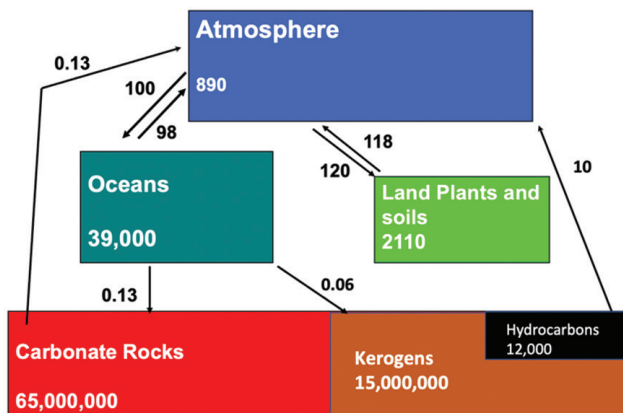 Atmosphere
890
0.13
100
98
118
120
10
Oceans
39,000
Land Plants and
soils
2110
0.13
0.06
Carbonate Rocks
65,000,000
Kerogens
15,000,000
Hydrocarbons
12,000